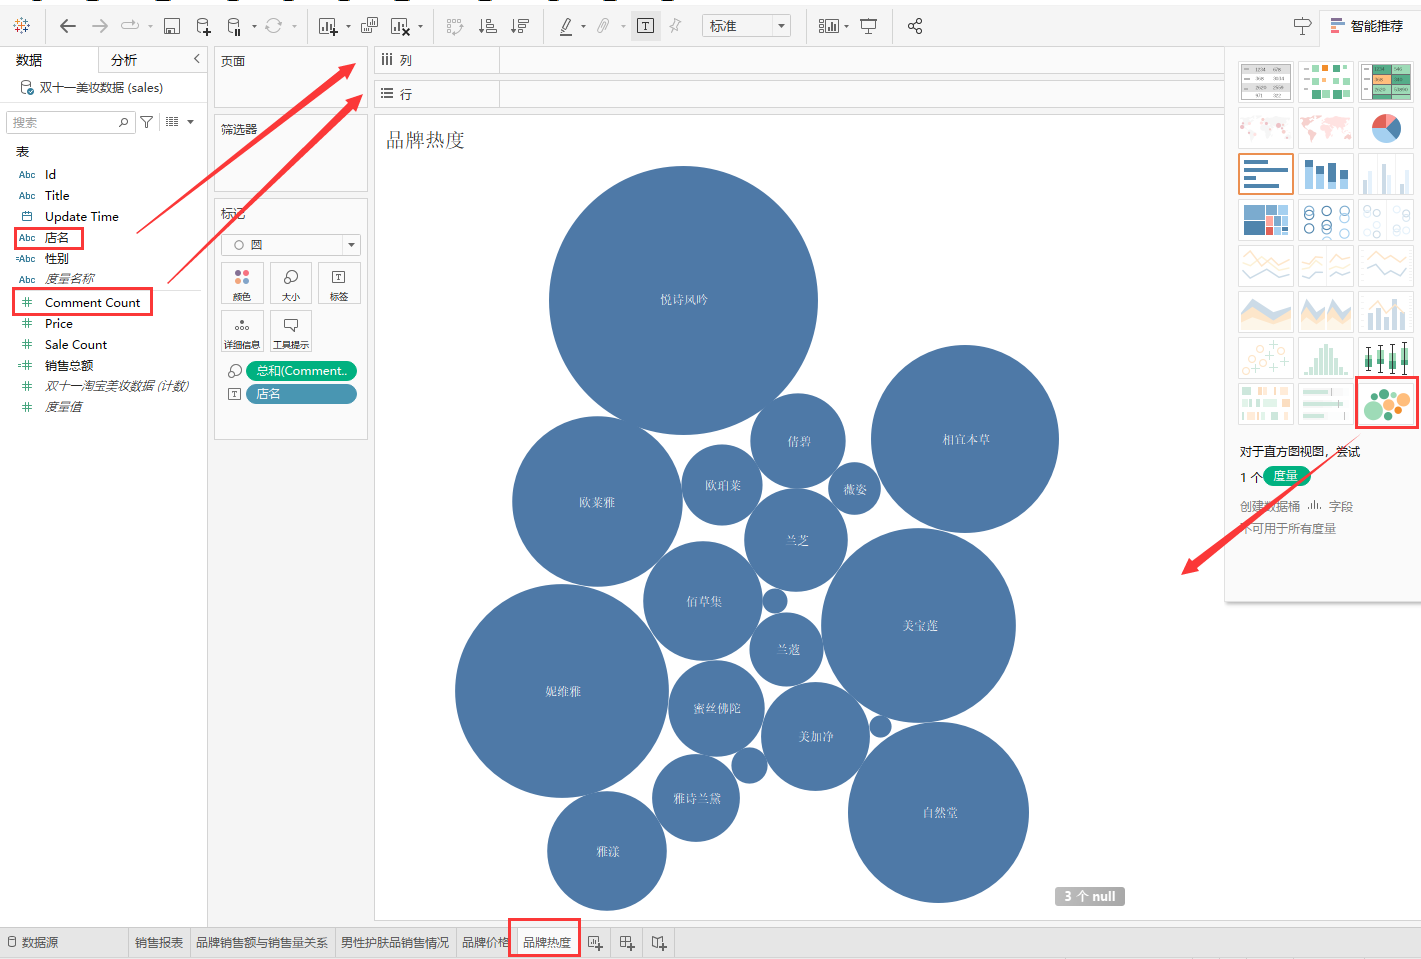 标准
智能推荐
数据
分析
双十一美妆数据 (sales)
搜索
表
Abc Id
Abc Title
Update Time
Abc 店名
=Abc 性别
Abc 度量名称
# Comment Count
# Price
# Sale Count
=# 销售总额
# 双十一淘宝美妆数据 (计数)
# 度量值
页面
筛选器
标记
圆
颜色
大小
标签
详细信息
工具提示
总和(Comment..
店名
列
行
品牌热度
悦诗风吟
倩碧
相宜本草
欧珀莱
薇姿
欧莱雅
兰芝
佰草集
美宝莲
兰蔻
妮维雅
蜜丝佛陀
美加净
雅诗兰黛
自然堂
雅漾
3 个 null
对于直方图视图，尝试
1 个 度量
创建数据桶 字段
不可用于所有度量
数据源
销售报表
品牌销售额与销售量关系
男性护肤品销售情况
品牌价格
品牌热度